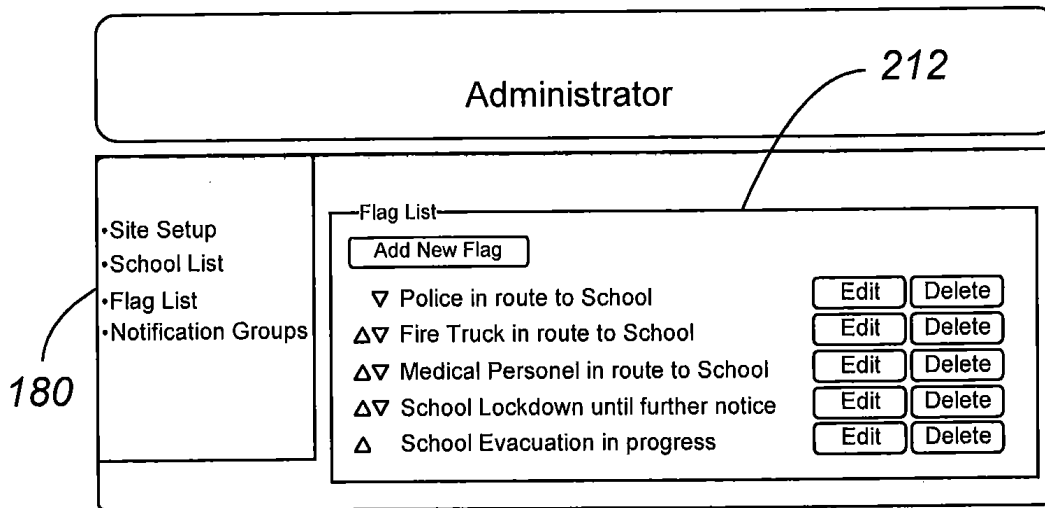 Administrator
212
•Site Setup
•School List
•Flag List
•Notification Groups
180
Flag List
Add New Flag
▽ Police in route to School Edit Delete
△▽ Fire Truck in route to School Edit Delete
△▽ Medical Personel in route to School Edit Delete
△▽ School Lockdown until further notice Edit Delete
△ School Evacuation in progress Edit Delete